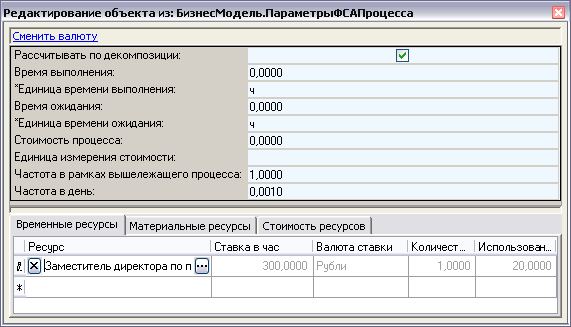 Редактирование объекта из: БизнесМодель.ПараметрыФСАПроцесса
Сменить валюту
Рассчитывать по декомпозиции:
Время выполнения: 0,0000
*Единица времени выполнения: ч
Время ожидания: 0,0000
*Единица времени ожидания: ч
Стоимость процесса: 0,0000
Единица измерения стоимости:
Частота в рамках вышележащего процесса: 1,0000
Частота в день: 0,0010
Временные ресурсы Материальные ресурсы Стоимость ресурсов
Ресурс Ставка в час Валюта ставки Количест... Использован...
Заместитель директора по п ... 300,0000 Рубли 1,0000 20,0000
*